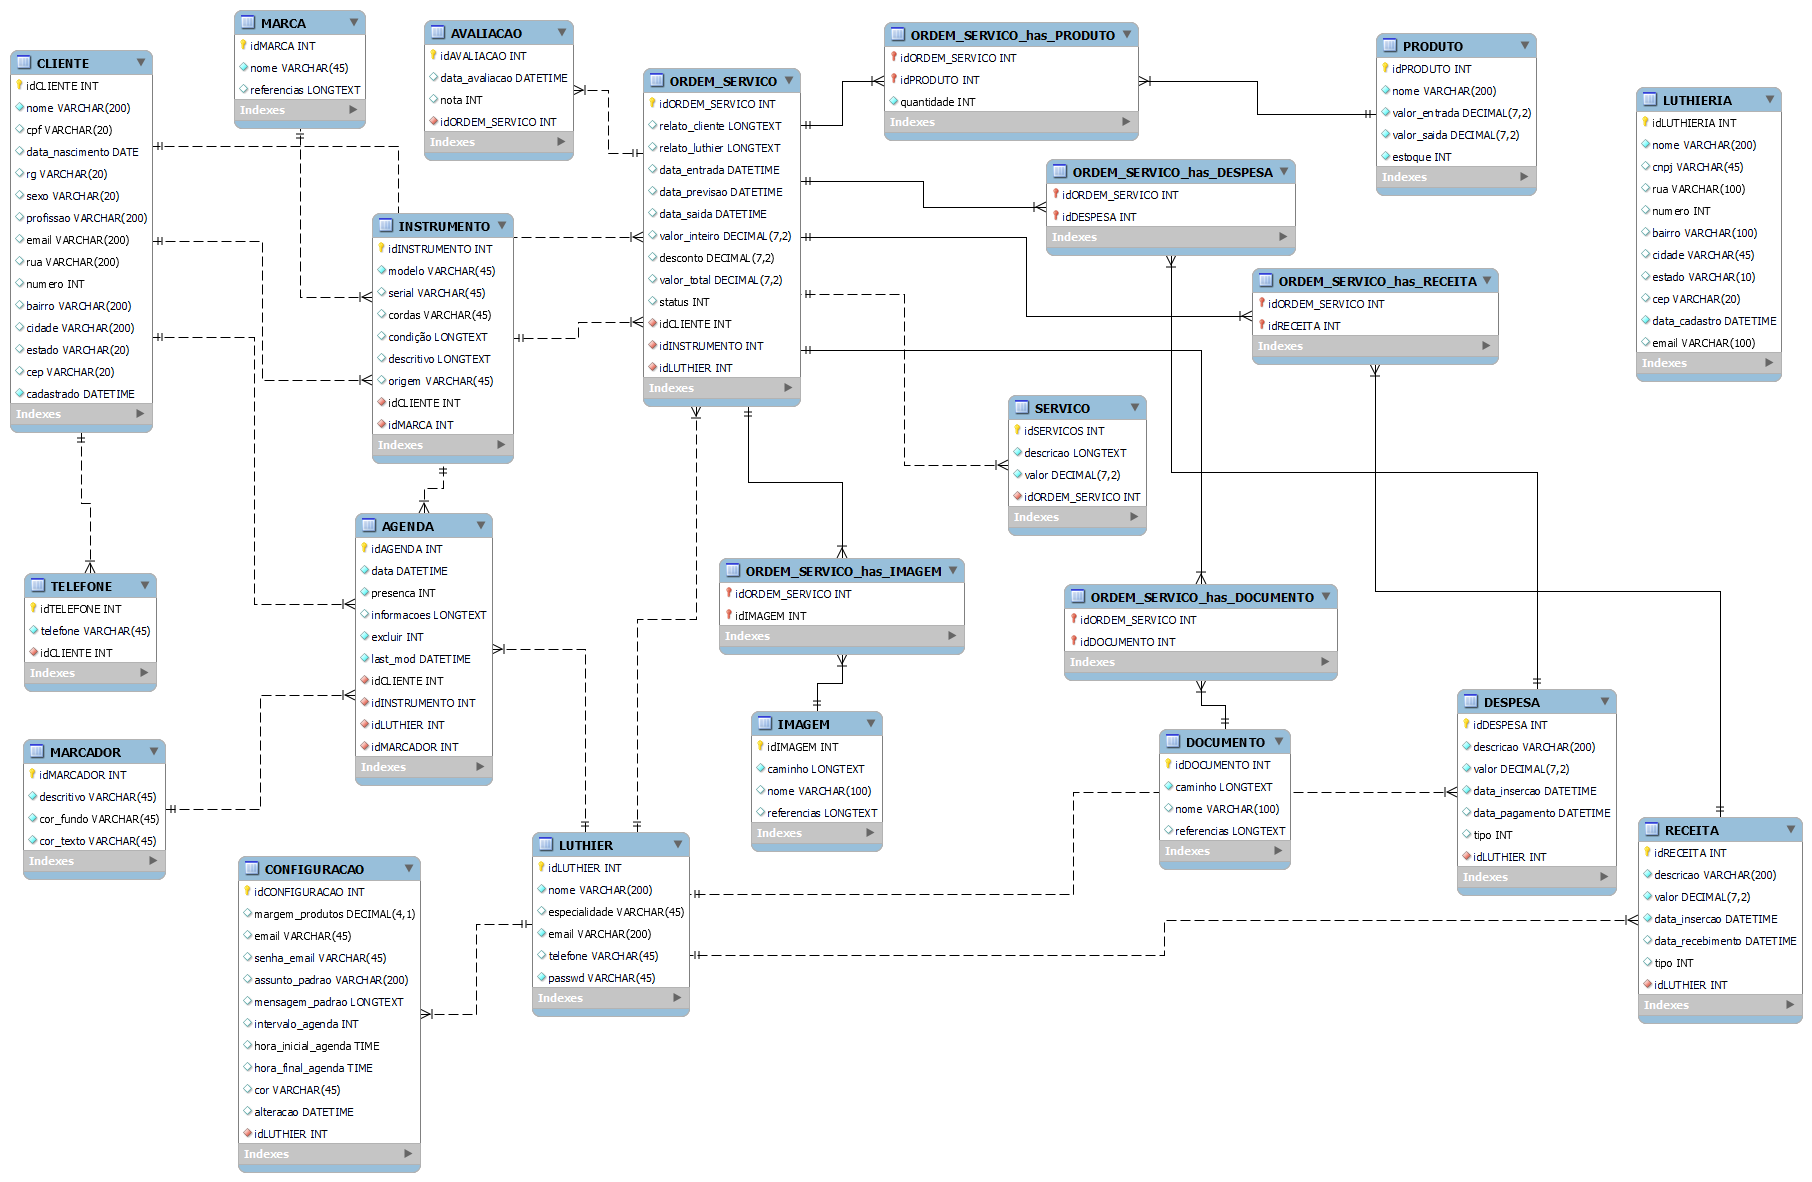 MARCA
idMARCA INT
nome VARCHAR(45)
referencias LONGTEXT
Indexes
CLIENTE
idCLIENTE INT
nome VARCHAR(200)
cpf VARCHAR(20)
data_nascimento DATE
rg VARCHAR(20)
sexo VARCHAR(20)
profissao VARCHAR(200)
email VARCHAR(200)
rua VARCHAR(200)
numero INT
bairro VARCHAR(200)
cidade VARCHAR(200)
estado VARCHAR(20)
cep VARCHAR(20)
cadastrado DATETIME
Indexes
AVALIACAO
idAVALIACAO INT
data_avaliacao DATETIME
nota INT
idORDEM_SERVICO INT
Indexes
ORDEM_SERVICO
idORDEM_SERVICO INT
relato_cliente LONGTEXT
relato_luthier LONGTEXT
data_entrada DATETIME
data_previsao DATETIME
data_saida DATETIME
valor_inteiro DECIMAL(7,2)
desconto DECIMAL(7,2)
valor_total DECIMAL(7,2)
status INT
idCLIENTE INT
idINSTRUMENTO INT
idLUTHIER INT
Indexes
ORDEM_SERVICO_has_PRODUTO
idORDEM_SERVICO INT
idPRODUTO INT
quantidade INT
Indexes
PRODUTO
idPRODUTO INT
nome VARCHAR(200)
valor_entrada DECIMAL(7,2)
valor_saida DECIMAL(7,2)
estoque INT
Indexes
LUTHIERIA
idLUTHIERIA INT
nome VARCHAR(200)
cnpj VARCHAR(45)
rua VARCHAR(100)
numero INT
bairro VARCHAR(100)
cidade VARCHAR(45)
estado VARCHAR(10)
cep VARCHAR(20)
data_cadastro DATETIME
email VARCHAR(100)
Indexes
ORDEM_SERVICO_has_DESPESA
idORDEM_SERVICO INT
idDESPESA INT
Indexes
INSTRUMENTO
idINSTRUMENTO INT
modelo VARCHAR(45)
serial VARCHAR(45)
cordas VARCHAR(45)
condição LONGTEXT
descritivo LONGTEXT
origem VARCHAR(45)
idCLIENTE INT
idMARCA INT
Indexes
ORDEM_SERVICO_has_RECEITA
idORDEM_SERVICO INT
idRECEITA INT
Indexes
SERVICO
idSERVICOS INT
descricao LONGTEXT
valor DECIMAL(7,2)
idORDEM_SERVICO INT
Indexes
AGENDA
idAGENDA INT
data DATETIME
presenca INT
informacoes LONGTEXT
excluir INT
last_mod DATETIME
idCLIENTE INT
idINSTRUMENTO INT
idLUTHIER INT
idMARCADOR INT
Indexes
TELEFONE
idTELEFONE INT
telefone VARCHAR(45)
idCLIENTE INT
Indexes
ORDEM_SERVICO_has_IMAGEM
idORDEM_SERVICO INT
idIMAGEM INT
Indexes
ORDEM_SERVICO_has_DOCUMENTO
idORDEM_SERVICO INT
idDOCUMENTO INT
Indexes
MARCADOR
idMARCADOR INT
descritivo VARCHAR(45)
cor_fundo VARCHAR(45)
cor_texto VARCHAR(45)
Indexes
IMAGEM
idIMAGEM INT
caminho LONGTEXT
nome VARCHAR(100)
referencias LONGTEXT
Indexes
DOCUMENTO
idDOCUMENTO INT
caminho LONGTEXT
nome VARCHAR(100)
referencias LONGTEXT
Indexes
DESPESA
idDESPESA INT
descricao VARCHAR(200)
valor DECIMAL(7,2)
data_insercao DATETIME
data_pagamento DATETIME
tipo INT
idLUTHIER INT
Indexes
RECEITA
idRECEITA INT
descricao VARCHAR(200)
valor DECIMAL(7,2)
data_insercao DATETIME
data_recebimento DATETIME
tipo INT
idLUTHIER INT
Indexes
LUTHIER
idLUTHIER INT
nome VARCHAR(200)
especialidade VARCHAR(45)
email VARCHAR(200)
telefone VARCHAR(45)
passwd VARCHAR(45)
Indexes
CONFIGURACAO
idCONFIGURACAO INT
margem_produtos DECIMAL(4,1)
email VARCHAR(45)
senha_email VARCHAR(45)
assunto_padrao VARCHAR(200)
mensagem_padrao LONGTEXT
intervalo_agenda INT
hora_inicial_agenda TIME
hora_final_agenda TIME
cor VARCHAR(45)
alteracao DATETIME
idLUTHIER INT
Indexes